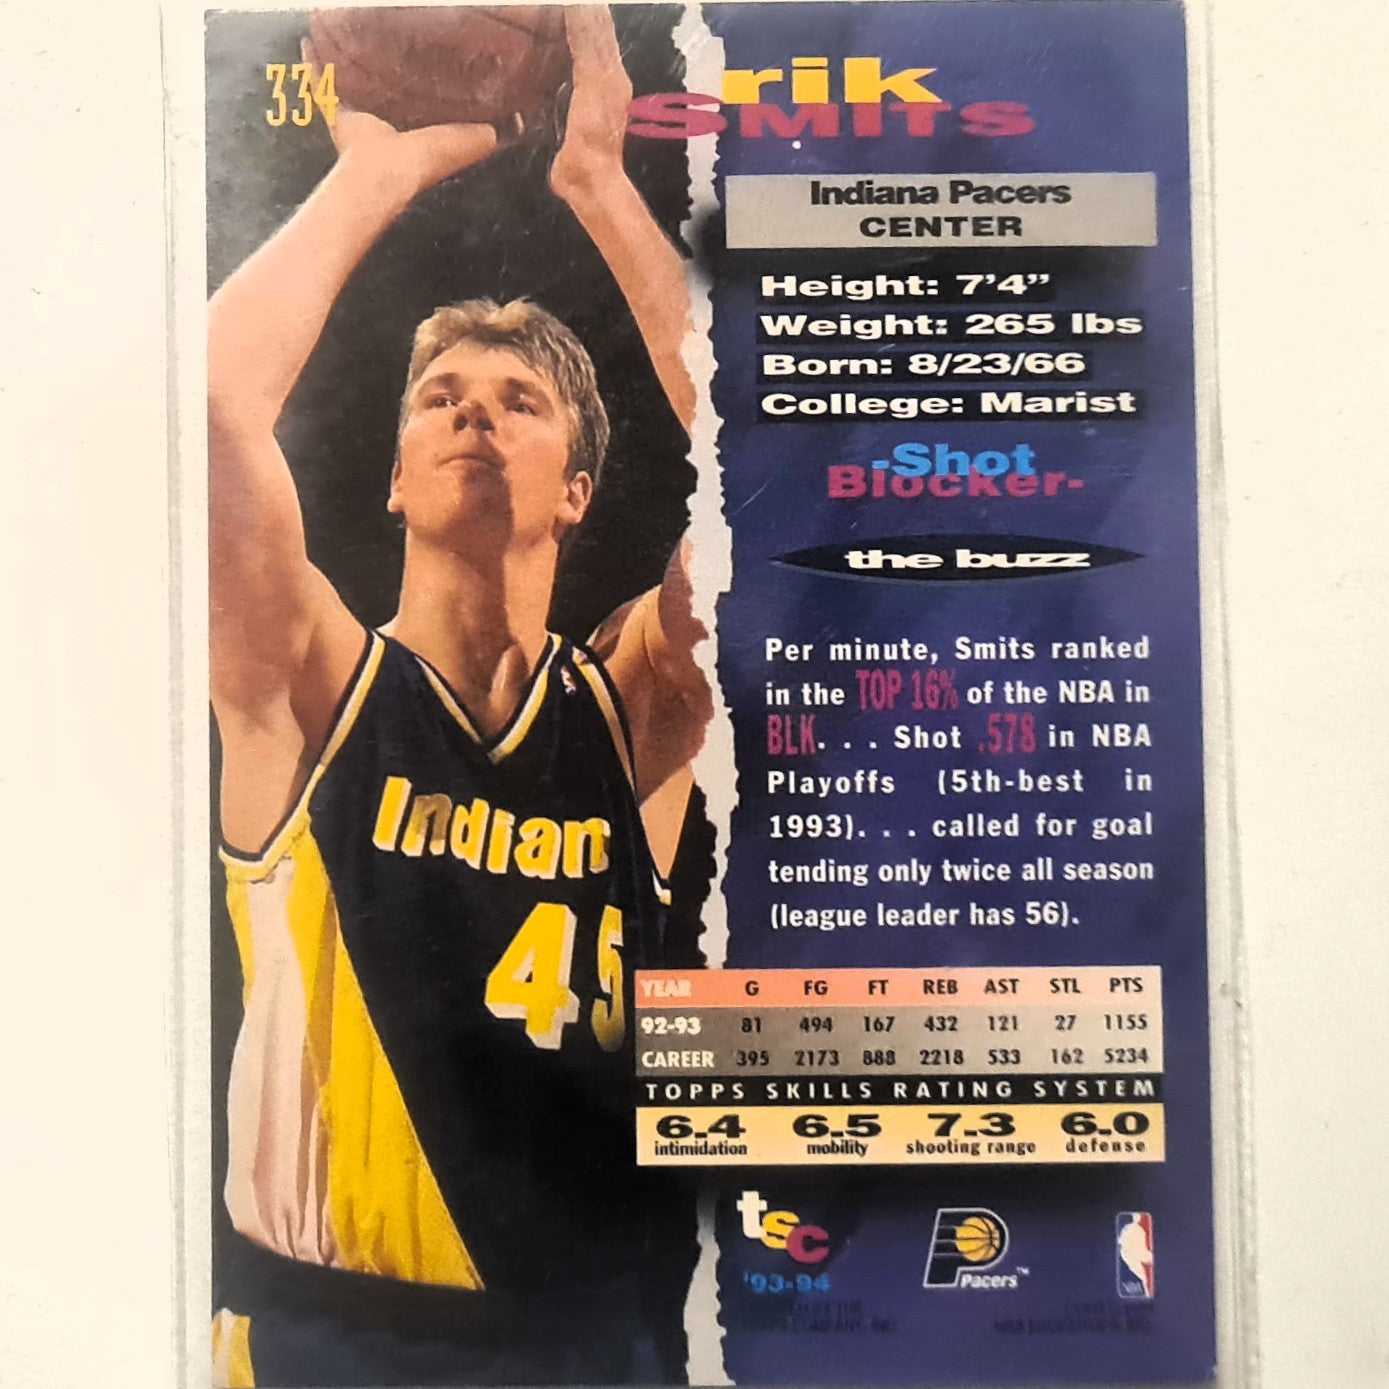 334
rik
SMITS
Indiana Pacers
CENTER
Height: 7'4”
Weight: 265 lbs
Born: 8/23/66
College: Marist
-Shot
Blocker-
the buzz
Per minute, Smits ranked
in the TOP 16% of the NBA in
BLK. . . Shot .578 in NBA
Playoffs (5th-best in
1993). . . called for goal
tending only twice all season
(league leader has 56).
Indian
45
YEAR G FG FT REB AST STL PTS
92-93 81 494 167 432 121 27 1155
CAREER 395 2173 888 2218 533 162 5234
TOPPS SKILLS RATING SYSTEM
6.4 6.5 7.3 6.0
intimidation mobility shooting range defense
tsc
'93-94
Pacers™